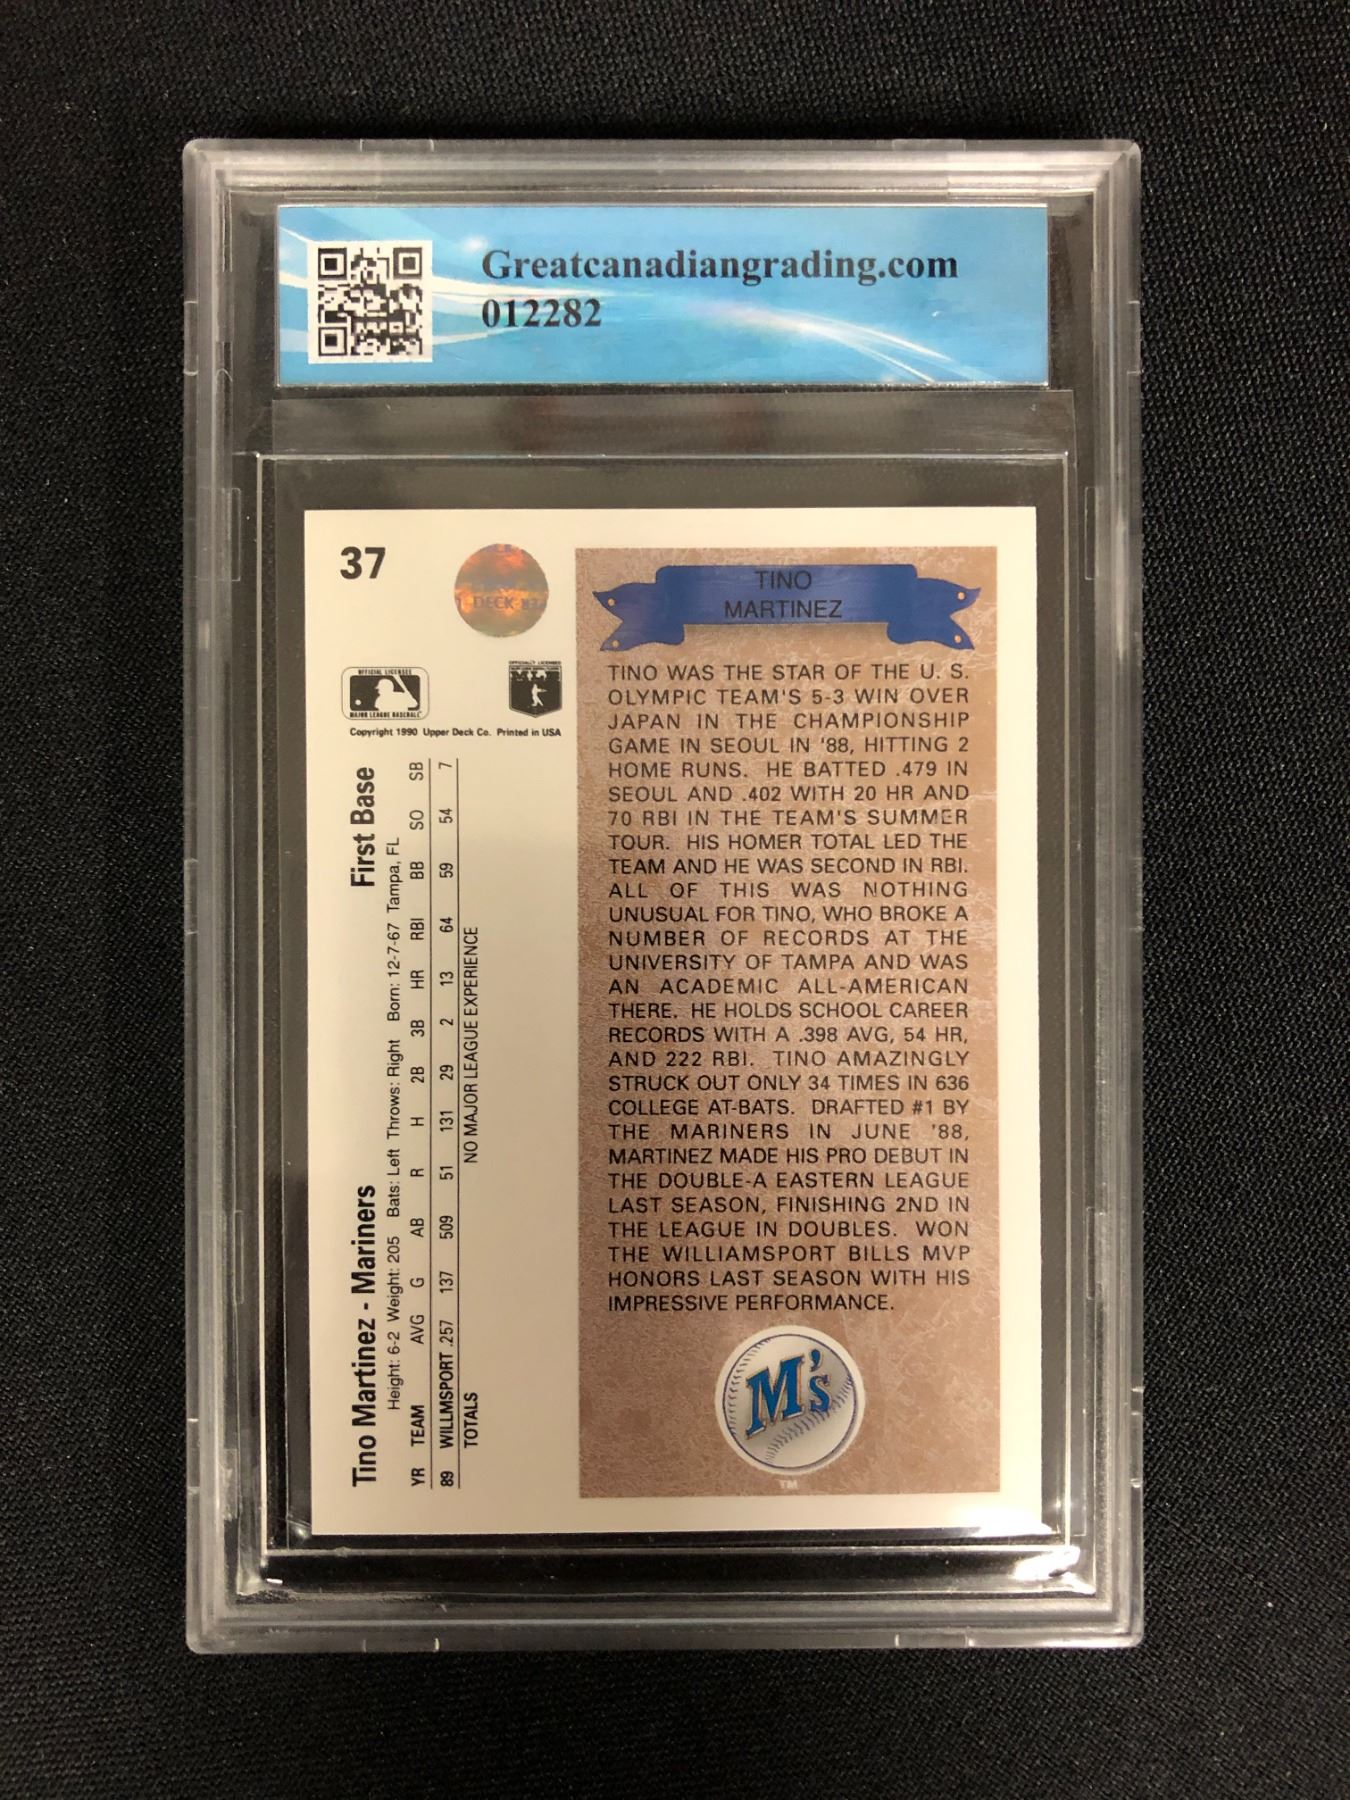 Greatcanadiangrading.com
012282
37
DECK
OFFICIAL LICENSEE
MAJOR LEAGUE BASEBALL
OFFICIALLY LICENSED
Copyright 1990 Upper Deck Co. Printed in USA
Tino Martinez - Mariners First Base
Height: 6-2 Weight: 205 Bats: Left Throws: Right Born: 12-7-67 Tampa, FL
YR TEAM AVG G AB R H 2B 3B HR RBI BB SO SB
89 WILLMSPORT .257 137 509 51 131 29 2 13 64 59 54 7
TOTALS NO MAJOR LEAGUE EXPERIENCE
TINO
MARTINEZ
TINO WAS THE STAR OF THE U. S.
OLYMPIC TEAM'S 5-3 WIN OVER
JAPAN IN THE CHAMPIONSHIP
GAME IN SEOUL IN '88, HITTING 2
HOME RUNS. HE BATTED .479 IN
SEOUL AND .402 WITH 20 HR AND
70 RBI IN THE TEAM'S SUMMER
TOUR. HIS HOMER TOTAL LED THE
TEAM AND HE WAS SECOND IN RBI.
ALL OF THIS WAS NOTHING
UNUSUAL FOR TINO, WHO BROKE A
NUMBER OF RECORDS AT THE
UNIVERSITY OF TAMPA AND WAS
AN ACADEMIC ALL-AMERICAN
THERE. HE HOLDS SCHOOL CAREER
RECORDS WITH A .398 AVG, 54 HR,
AND 222 RBI. TINO AMAZINGLY
STRUCK OUT ONLY 34 TIMES IN 636
COLLEGE AT-BATS. DRAFTED #1 BY
THE MARINERS IN JUNE '88,
MARTINEZ MADE HIS PRO DEBUT IN
THE DOUBLE-A EASTERN LEAGUE
LAST SEASON, FINISHING 2ND IN
THE LEAGUE IN DOUBLES. WON
THE WILLIAMSPORT BILLS MVP
HONORS LAST SEASON WITH HIS
IMPRESSIVE PERFORMANCE.
M's
TM